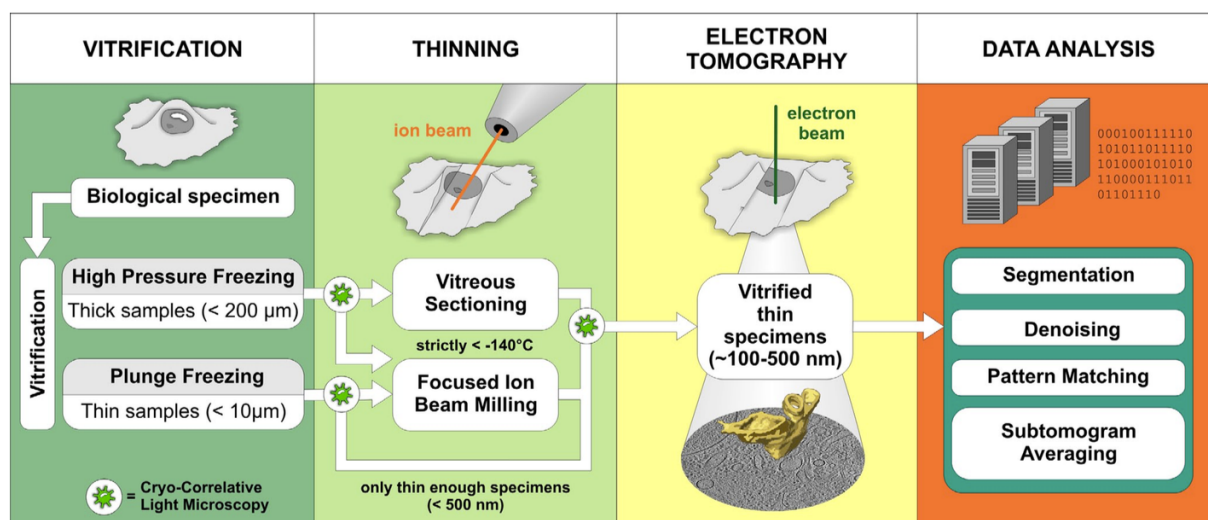 VITRIFICATION
THINNING
ELECTRON
TOMOGRAPHY
DATA ANALYSIS
Biological specimen
Vitrification
High Pressure Freezing
Thick samples (< 200 µm)
Plunge Freezing
Thin samples (< 10µm)
= Cryo-Correlative
Light Microscopy
ion beam
Vitreous
Sectioning
strictly < -140°C
Focused Ion
Beam Milling
only thin enough specimens
(< 500 nm)
electron
beam
Vitrified
thin
specimens
(~100-500 nm)
000100111110
101011011110
101000101010
110000111011
01101110
Segmentation
Denoising
Pattern Matching
Subtomogram
Averaging